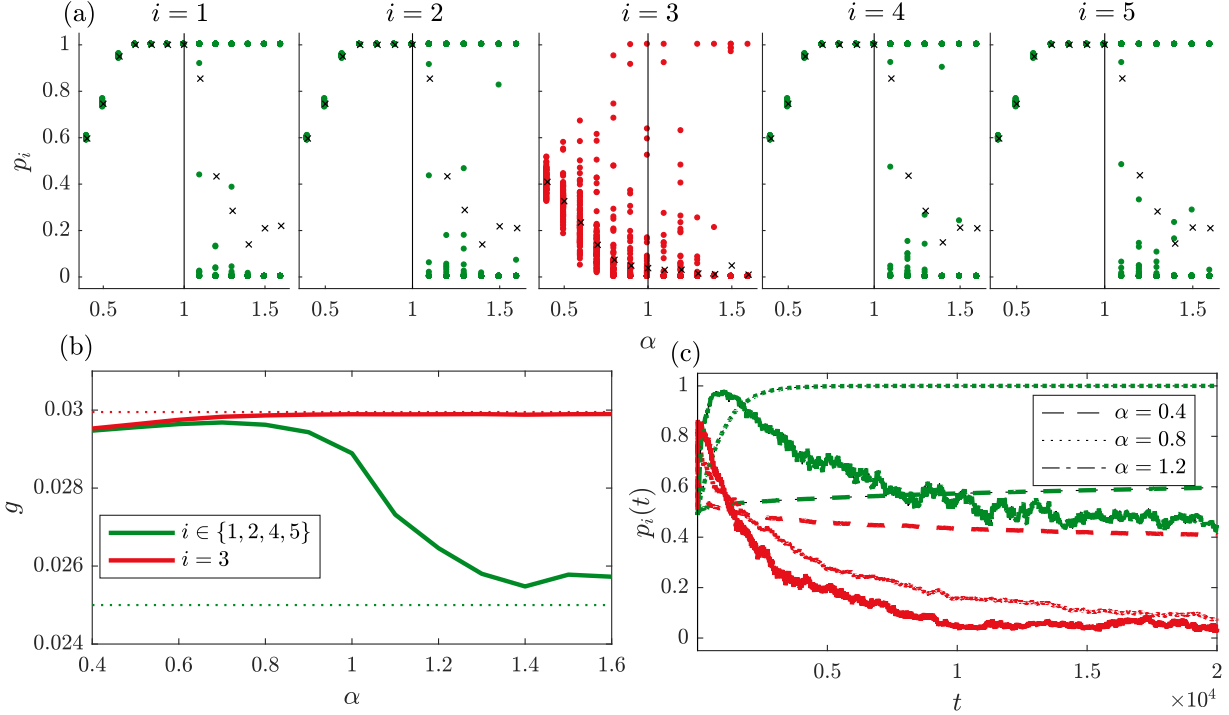 (a) i = 1 i = 2 i = 3 i = 4 i = 5
1
0.8
0.6
0.4
0.2
0
p_i
0.5 1 1.5 0.5 1 1.5 0.5 1 1.5 0.5 1 1.5 0.5 1 1.5
α
(b)
0.03
0.028
0.026
0.024
g
i ∈ {1, 2, 4, 5}
i = 3
0.4 0.6 0.8 1 1.2 1.4 1.6
α
(c)
1
0.8
0.6
0.4
0.2
0
p_i(t)
α = 0.4
α = 0.8
α = 1.2
0.5 1 1.5 2
×10^4
t